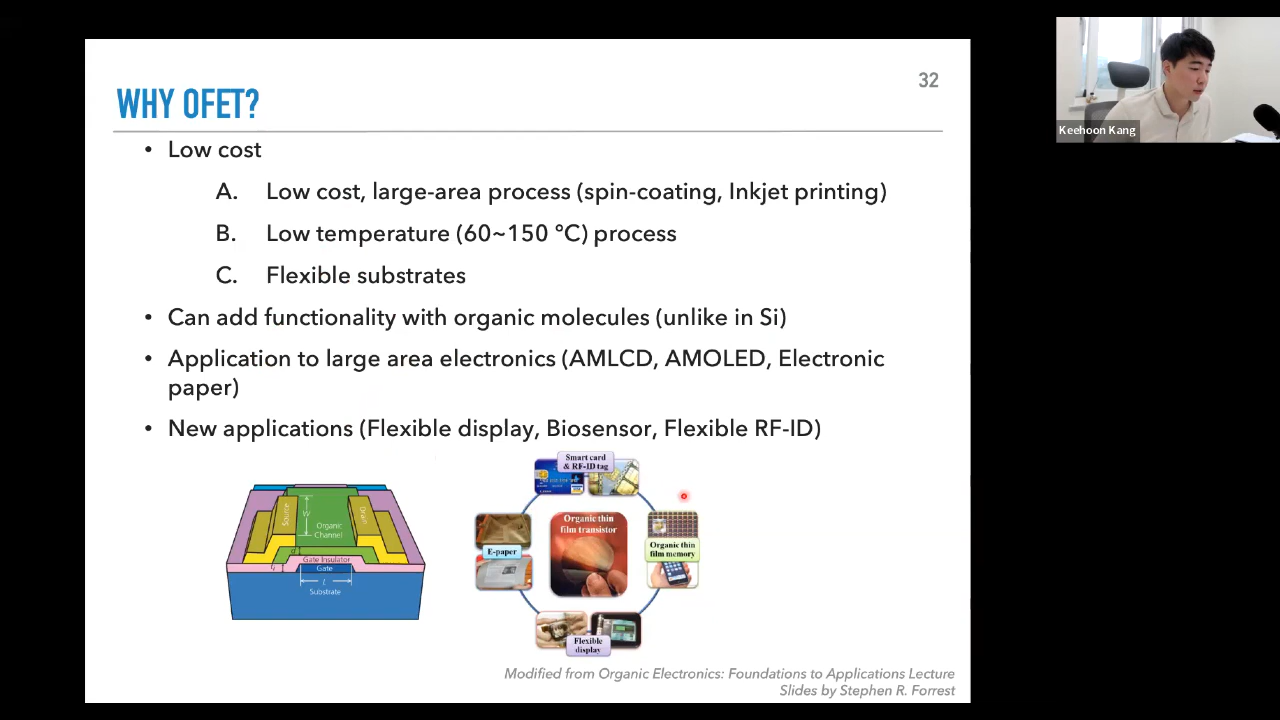 32
WHY OFET?
• Low cost
A. Low cost, large-area process (spin-coating, Inkjet printing)
B. Low temperature (60~150 °C) process
C. Flexible substrates
• Can add functionality with organic molecules (unlike in Si)
• Application to large area electronics (AMLCD, AMOLED, Electronic
paper)
• New applications (Flexible display, Biosensor, Flexible RF-ID)
Source
W
Organic
Channel
Drain
Gate Insulator
Gate
L
Substrate
Smart card
& RF-ID tag
Organic thin
film transistor
E-paper
Organic thin
film memory
Flexible
display
Modified from Organic Electronics: Foundations to Applications Lecture
Slides by Stephen R. Forrest
Keehoon Kang